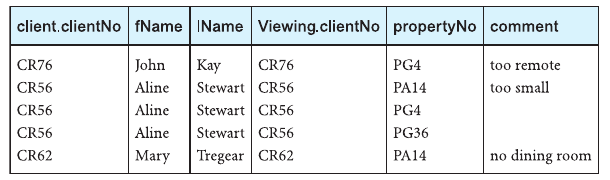 client.clientNo fName lName Viewing.clientNo propertyNo comment
CR76 John Kay CR76 PG4 too remote
CR56 Aline Stewart CR56 PA14 too small
CR56 Aline Stewart CR56 PG4
CR56 Aline Stewart CR56 PG36
CR62 Mary Tregear CR62 PA14 no dining room